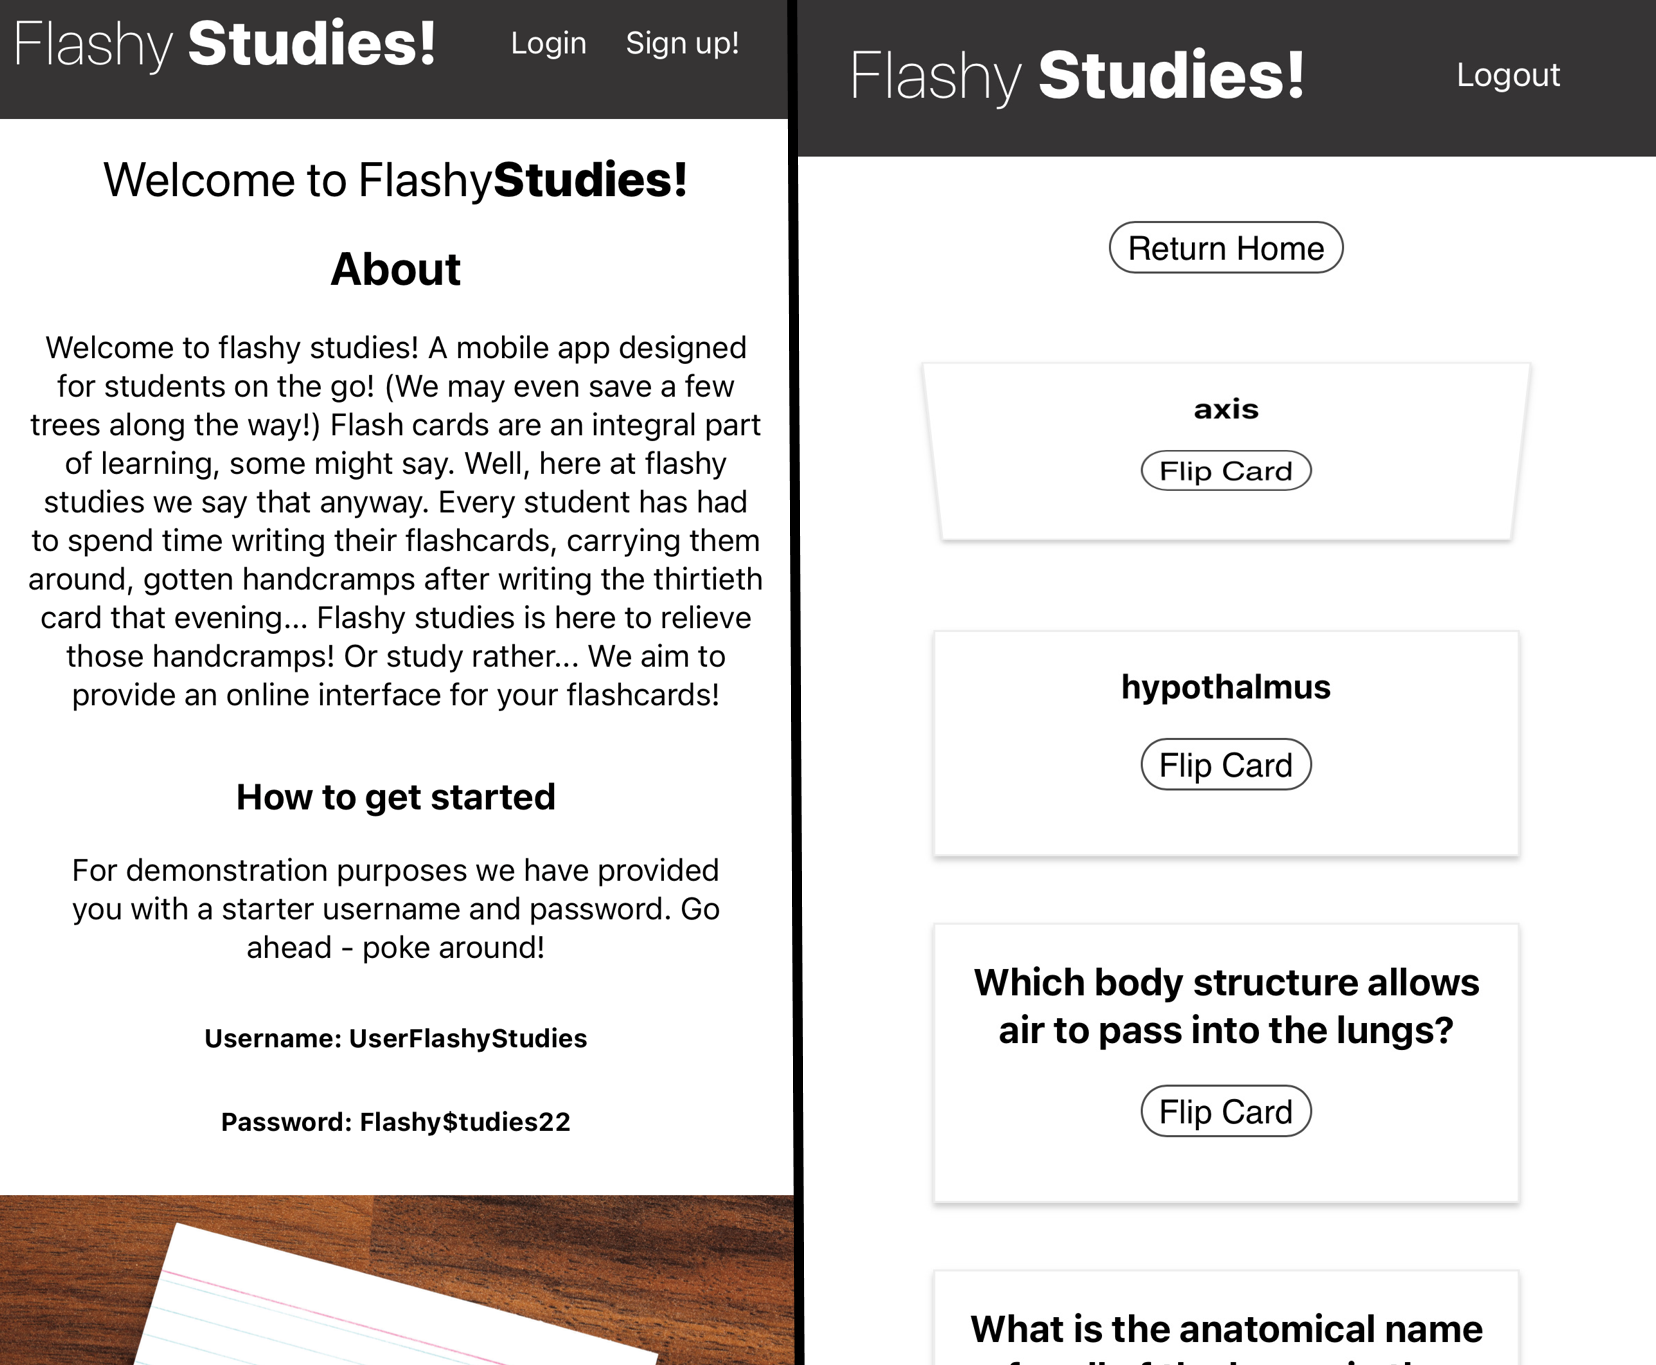 Flashy Studies!
Login
Sign up!
Welcome to FlashyStudies!
About
Welcome to flashy studies! A mobile app designed
for students on the go! (We may even save a few
trees along the way!) Flash cards are an integral part
of learning, some might say. Well, here at flashy
studies we say that anyway. Every student has had
to spend time writing their flashcards, carrying them
around, gotten handcramps after writing the thirtieth
card that evening... Flashy studies is here to relieve
those handcramps! Or study rather... We aim to
provide an online interface for your flashcards!
How to get started
For demonstration purposes we have provided
you with a starter username and password. Go
ahead - poke around!
Username: UserFlashyStudies
Password: Flashy$tudies22
Flashy Studies!
Logout
Return Home
axis
Flip Card
hypothalmus
Flip Card
Which body structure allows
air to pass into the lungs?
Flip Card
What is the anatomical name